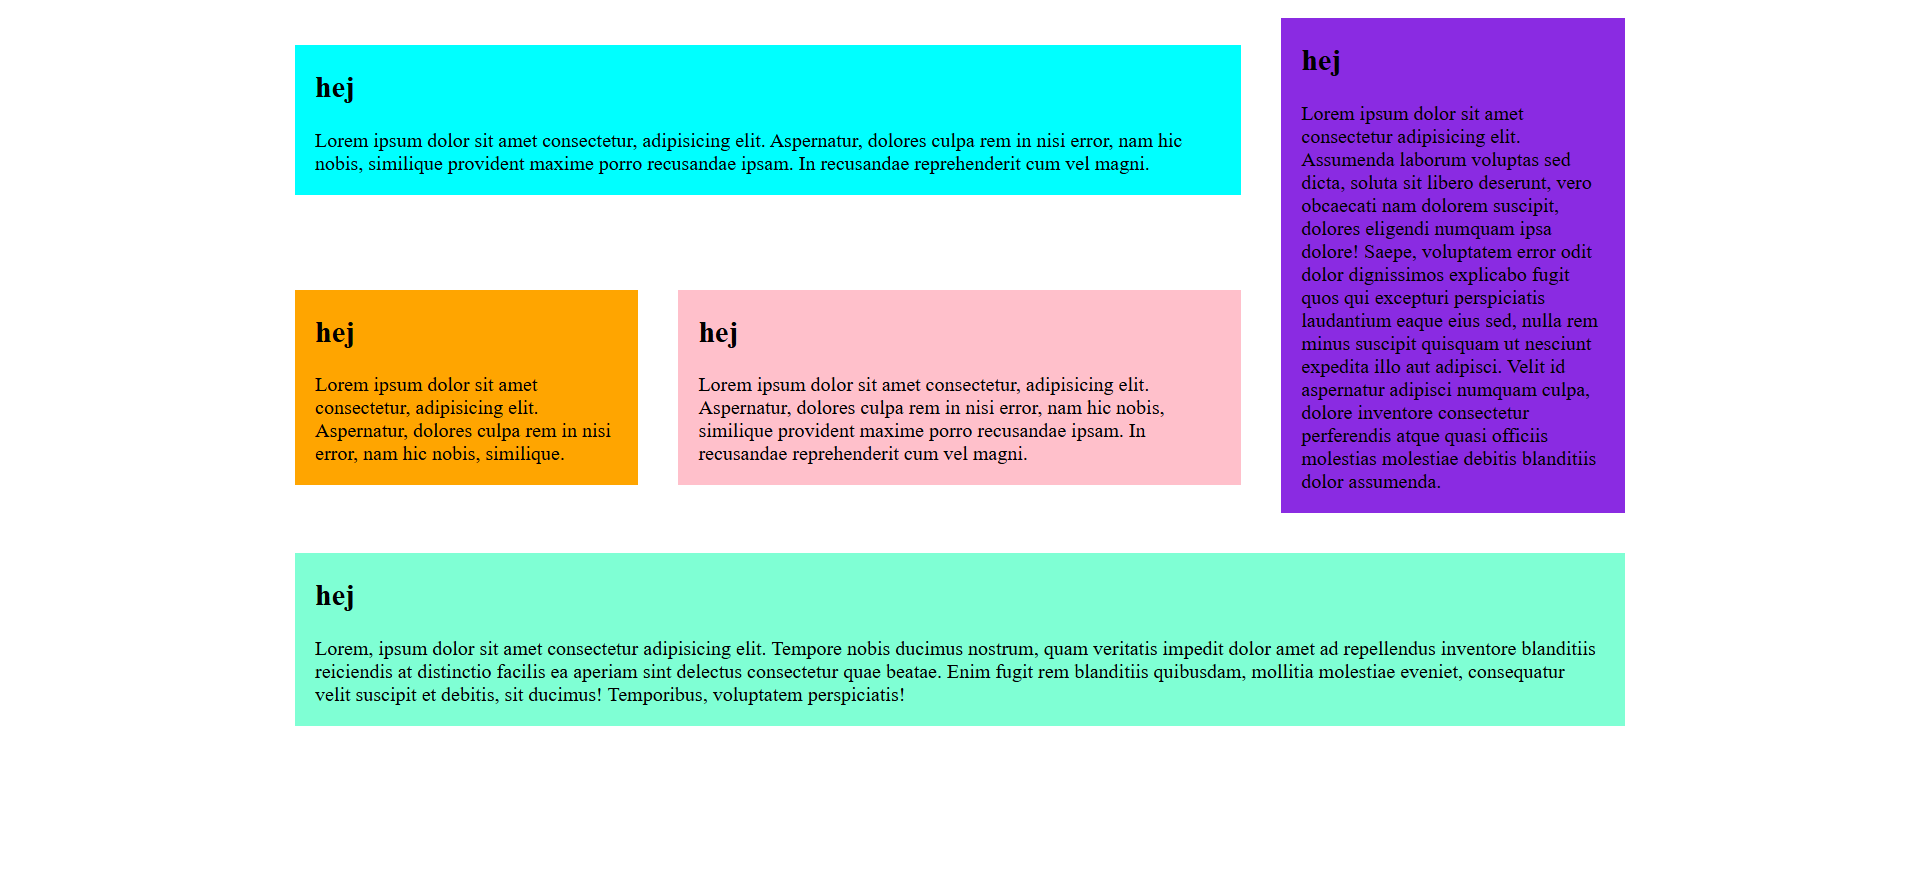 hej
Lorem ipsum dolor sit amet consectetur, adipisicing elit. Aspernatur, dolores culpa rem in nisi error, nam hic
nobis, similique provident maxime porro recusandae ipsam. In recusandae reprehenderit cum vel magni.
hej
Lorem ipsum dolor sit amet
consectetur adipisicing elit.
Assumenda laborum voluptas sed
dicta, soluta sit libero deserunt, vero
obcaecati nam dolorem suscipit,
dolores eligendi numquam ipsa
dolore! Saepe, voluptatem error odit
dolor dignissimos explicabo fugit
quos qui excepturi perspiciatis
laudantium eaque eius sed, nulla rem
minus suscipit quisquam ut nesciunt
expedita illo aut adipisci. Velit id
aspernatur adipisci numquam culpa,
dolore inventore consectetur
perferendis atque quasi officiis
molestias molestiae debitis blanditiis
dolor assumenda.
hej
Lorem ipsum dolor sit amet
consectetur, adipisicing elit.
Aspernatur, dolores culpa rem in nisi
error, nam hic nobis, similique.
hej
Lorem ipsum dolor sit amet consectetur, adipisicing elit.
Aspernatur, dolores culpa rem in nisi error, nam hic nobis,
similique provident maxime porro recusandae ipsam. In
recusandae reprehenderit cum vel magni.
hej
Lorem, ipsum dolor sit amet consectetur adipisicing elit. Tempore nobis ducimus nostrum, quam veritatis impedit dolor amet ad repellendus inventore blanditiis
reiciendis at distinctio facilis ea aperiam sint delectus consectetur quae beatae. Enim fugit rem blanditiis quibusdam, mollitia molestiae eveniet, consequatur
velit suscipit et debitis, sit ducimus! Temporibus, voluptatem perspiciatis!